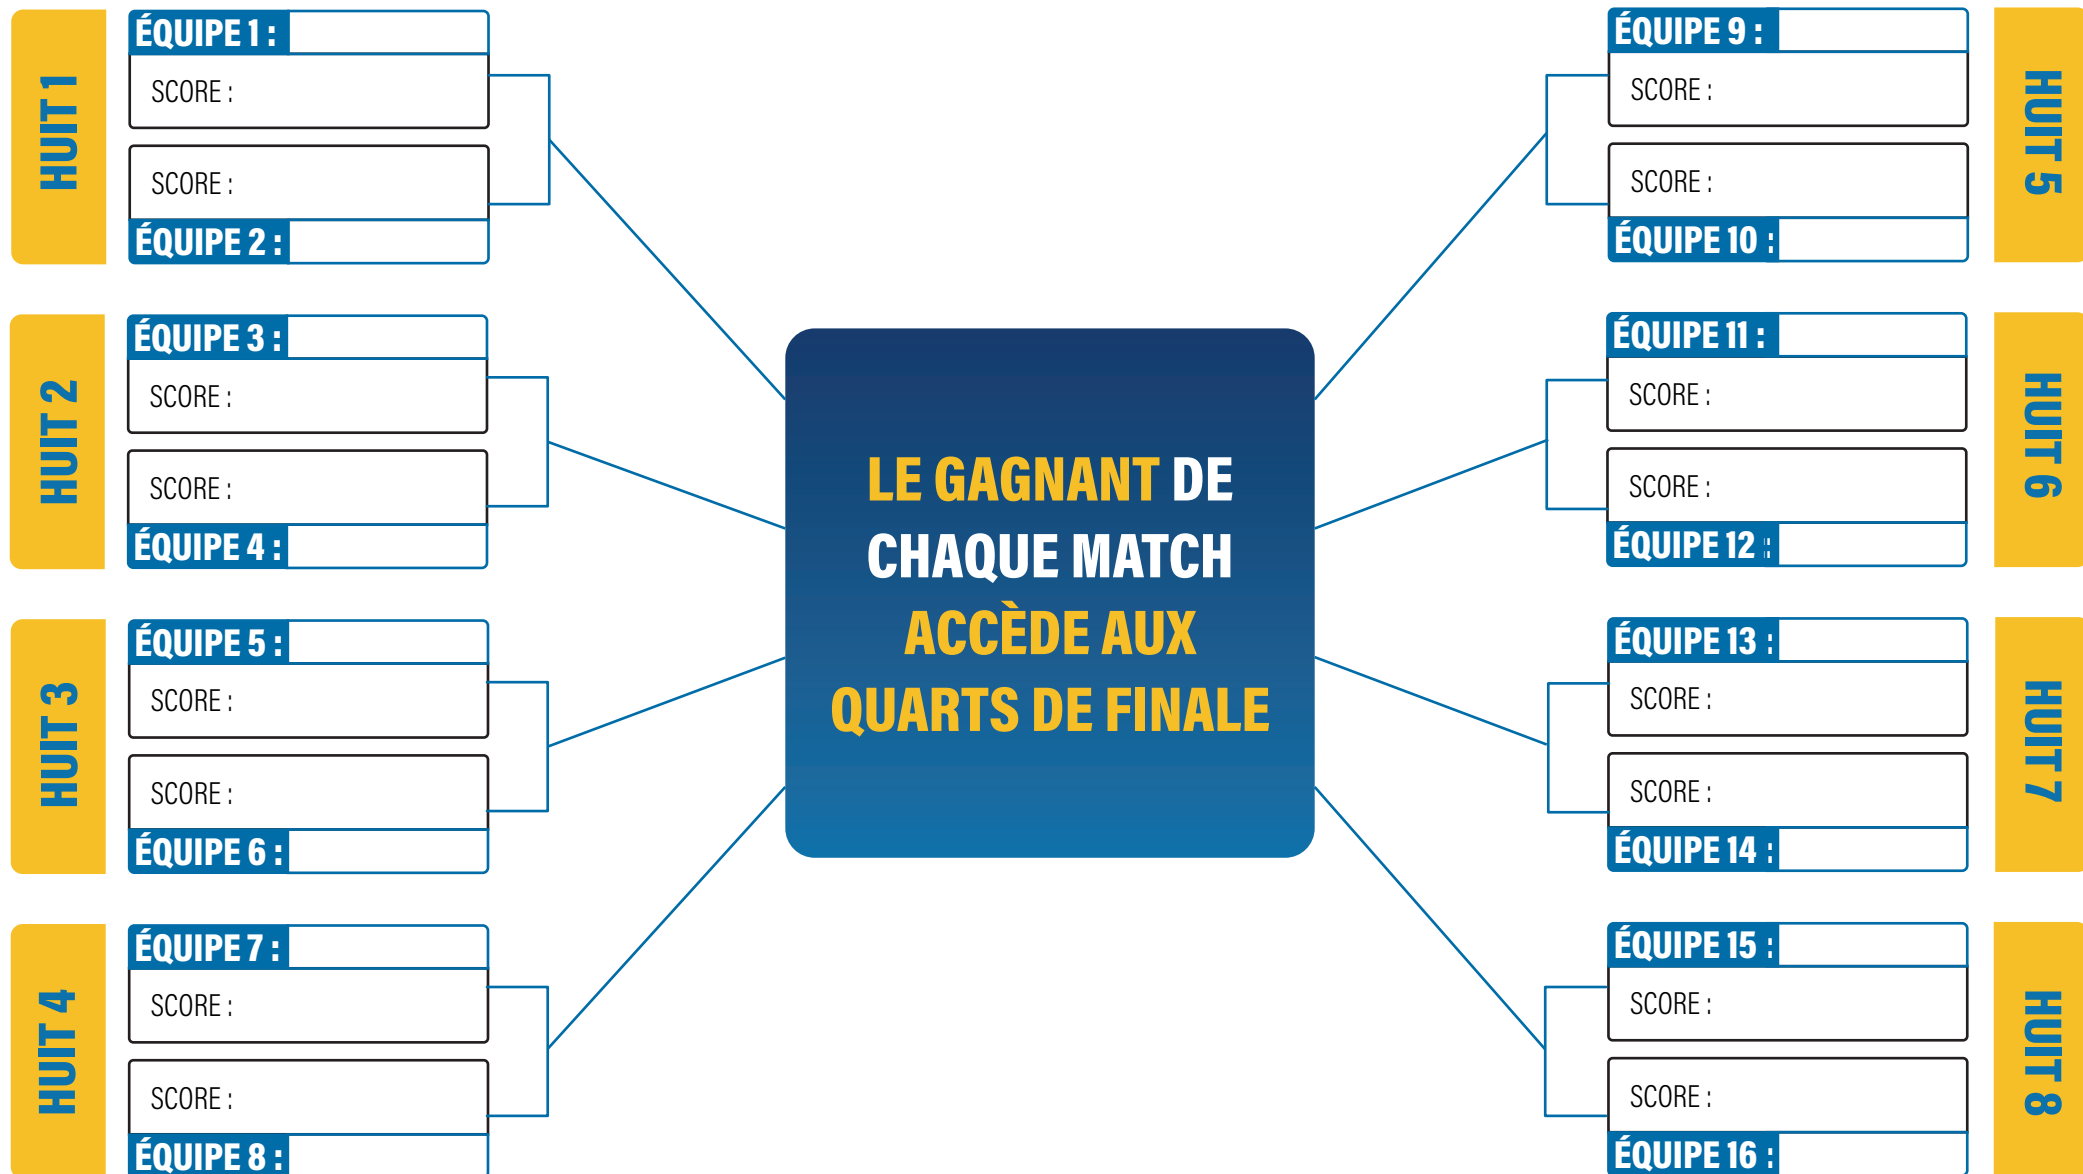 HUIT 1
ÉQUIPE 1 :
SCORE :
SCORE :
ÉQUIPE 2 :
HUIT 2
ÉQUIPE 3 :
SCORE :
SCORE :
ÉQUIPE 4 :
HUIT 3
ÉQUIPE 5 :
SCORE :
SCORE :
ÉQUIPE 6 :
HUIT 4
ÉQUIPE 7 :
SCORE :
SCORE :
ÉQUIPE 8 :
LE GAGNANT DE
CHAQUE MATCH
ACCÈDE AUX
QUARTS DE FINALE
ÉQUIPE 9 :
SCORE :
SCORE :
ÉQUIPE 10 :
HUIT 5
ÉQUIPE 11 :
SCORE :
SCORE :
ÉQUIPE 12 :
HUIT 6
ÉQUIPE 13 :
SCORE :
SCORE :
ÉQUIPE 14 :
HUIT 7
ÉQUIPE 15 :
SCORE :
SCORE :
ÉQUIPE 16 :
HUIT 8